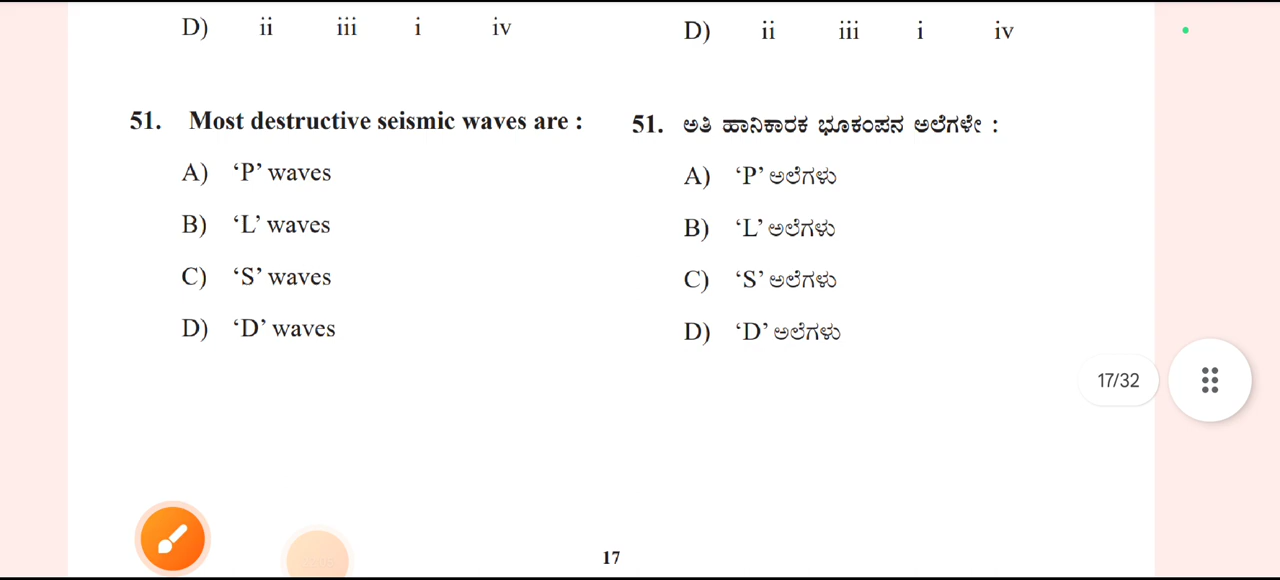 D) ii iii i iv
51. Most destructive seismic waves are :
A) ‘P’ waves
B) ‘L’ waves
C) ‘S’ waves
D) ‘D’ waves
D) ii iii i iv
51. ಅತಿ ಹಾನಿಕಾರಕ ಭೂಕಂಪನ ಅಲೆಗಳೇ :
A) ‘P’ ಅಲೆಗಳು
B) ‘L’ ಅಲೆಗಳು
C) ‘S’ ಅಲೆಗಳು
D) ‘D’ ಅಲೆಗಳು
17/32
17